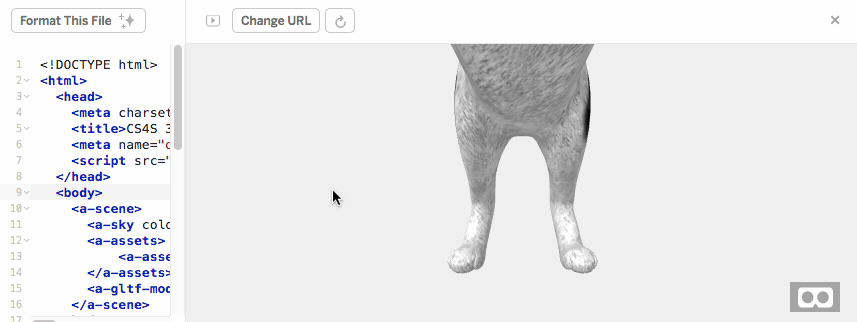 Format This File
Change URL
1 <!DOCTYPE html>
2 <html>
3 <head>
4 <meta charset
5 <title>CS4S 3
6 <meta name="d
7 <script src="
8 </head>
9 <body>
10 <a-scene>
11 <a-sky colo
12 <a-assets>
13 <a-asse
14 </a-assets>
15 <a-gltf-mod
16 </a-scene>
17